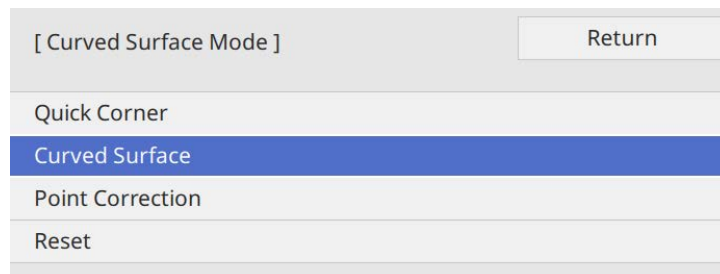 [ Curved Surface Mode ]
Return
Quick Corner
Curved Surface
Point Correction
Reset